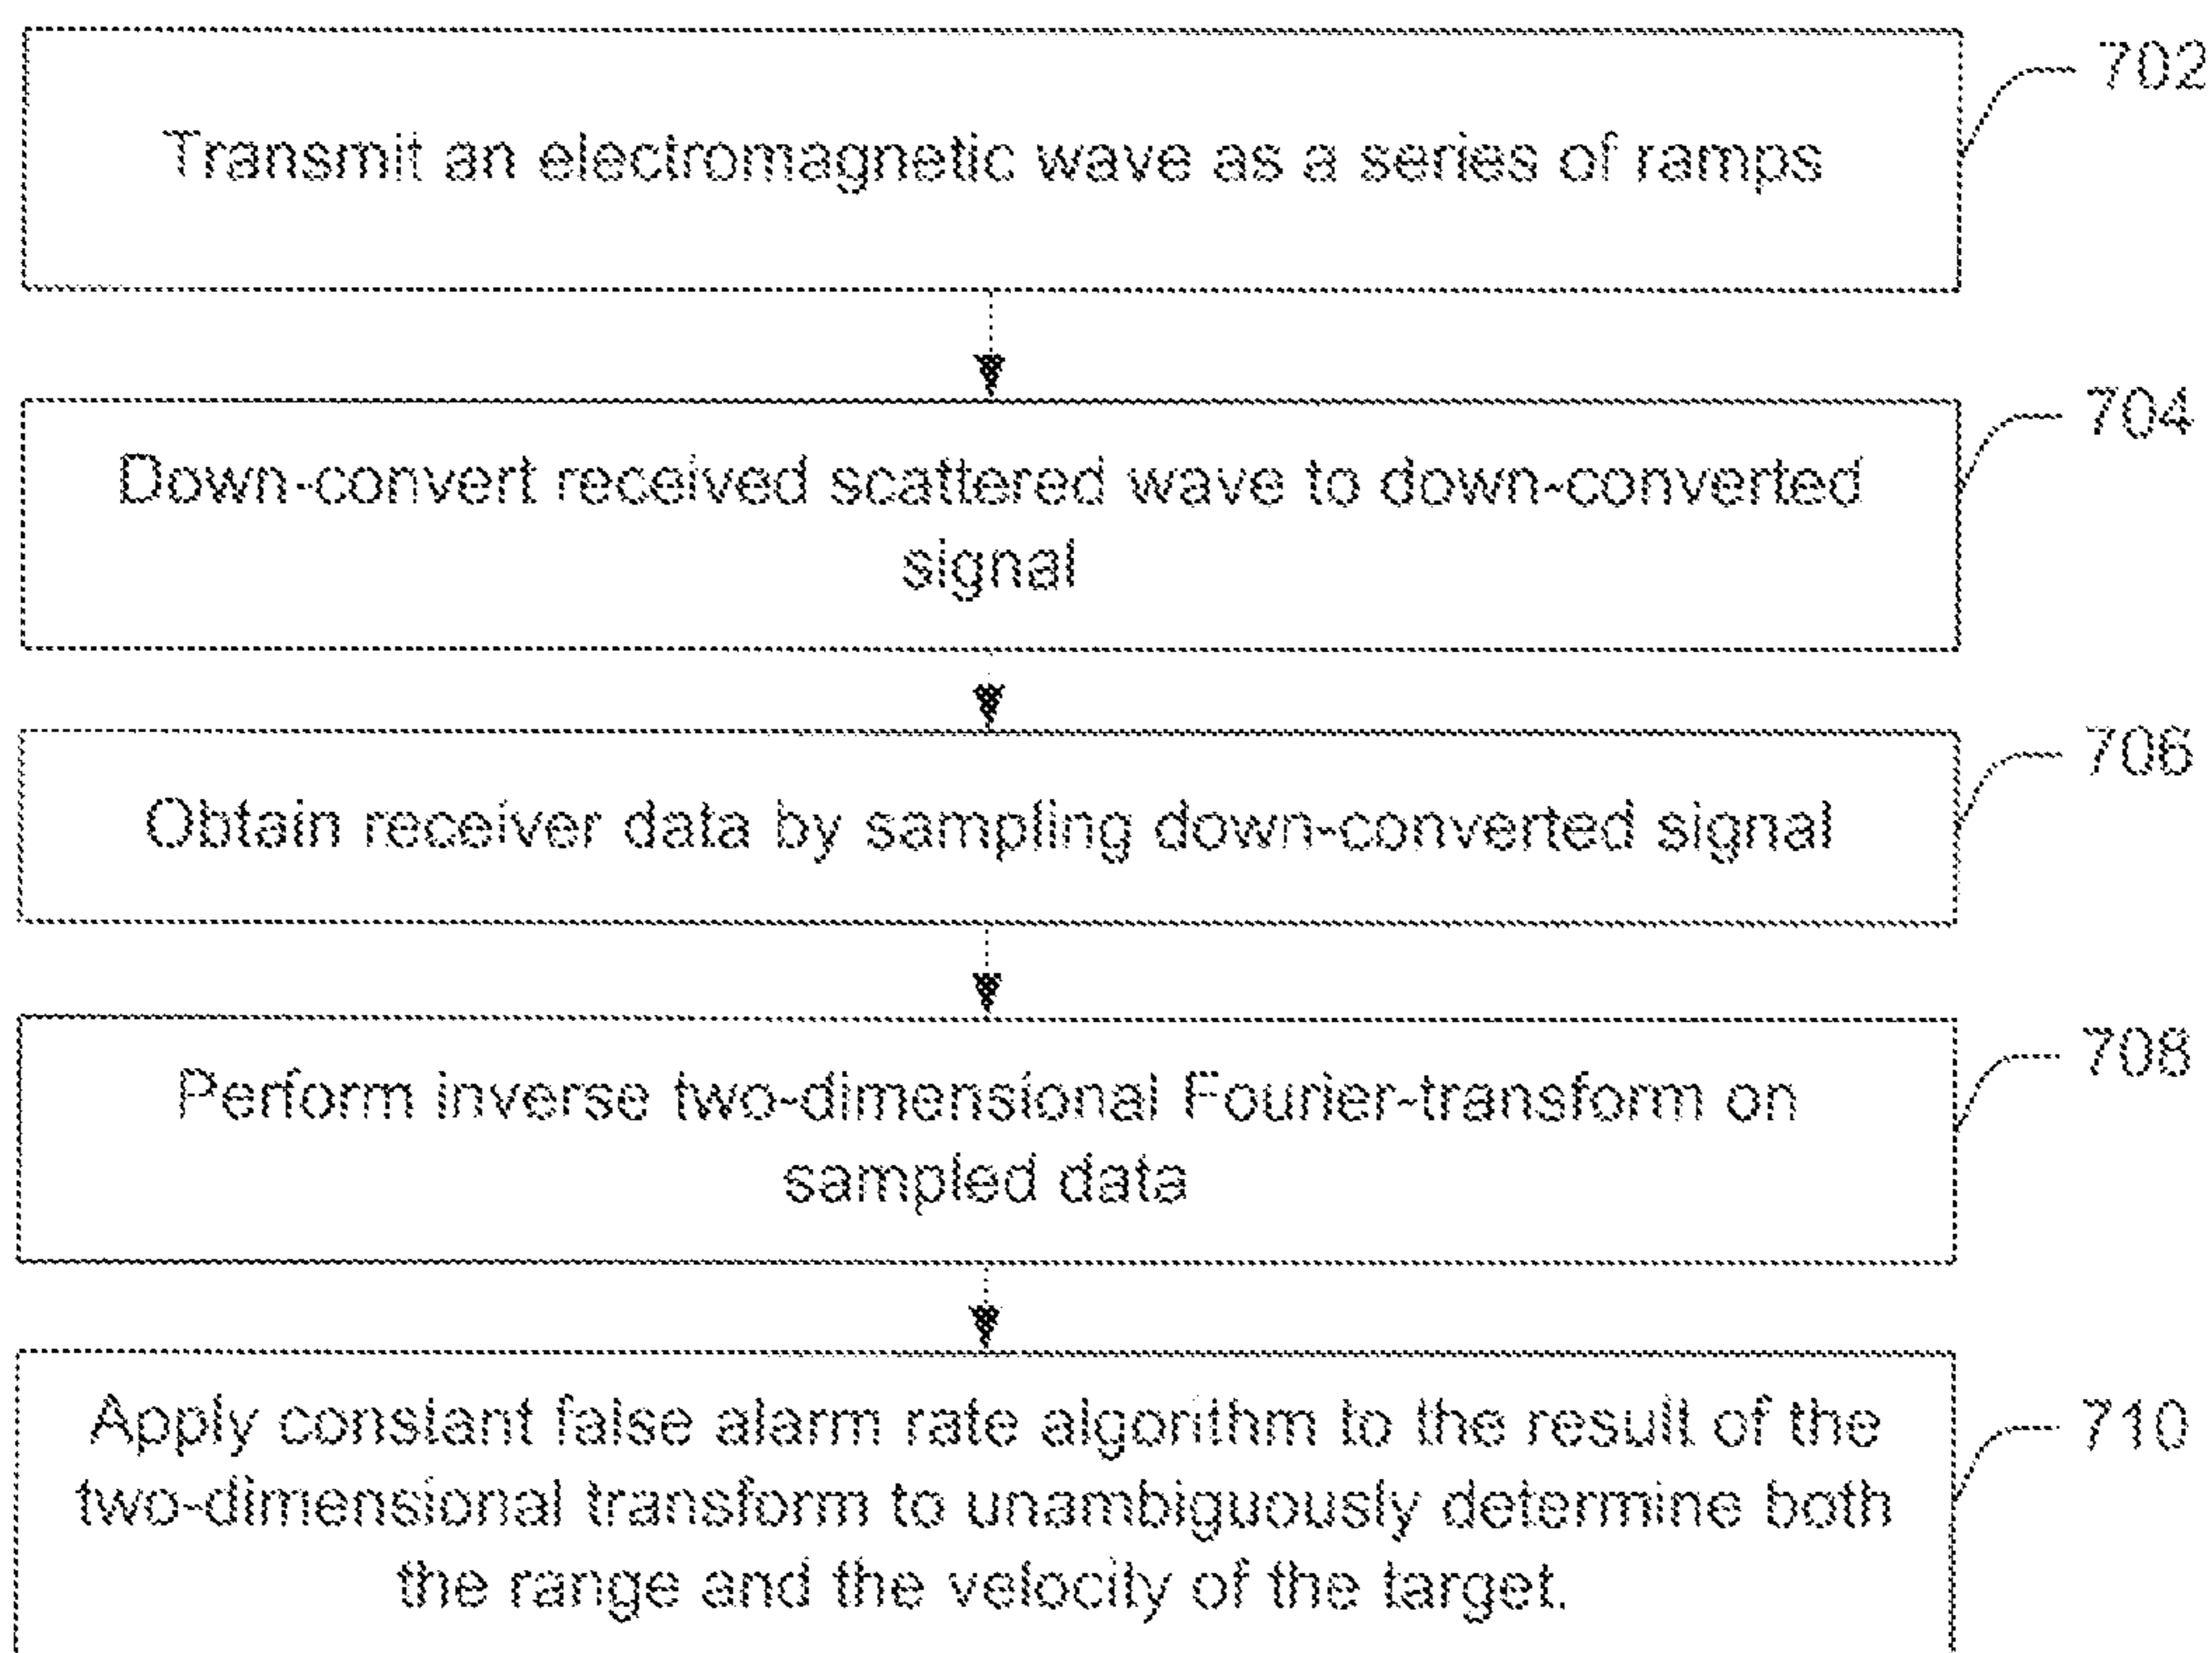 702
Transmit an electromagnetic wave as a series of ramps
704
Down-convert received scattered wave to down-converted
signal
706
Obtain receiver data by sampling down-converted signal
708
Perform inverse two-dimensional Fourier-transform on
sampled data
710
Apply constant false alarm rate algorithm to the result of the
two-dimensional transform to unambiguously determine both
the range and the velocity of the target.